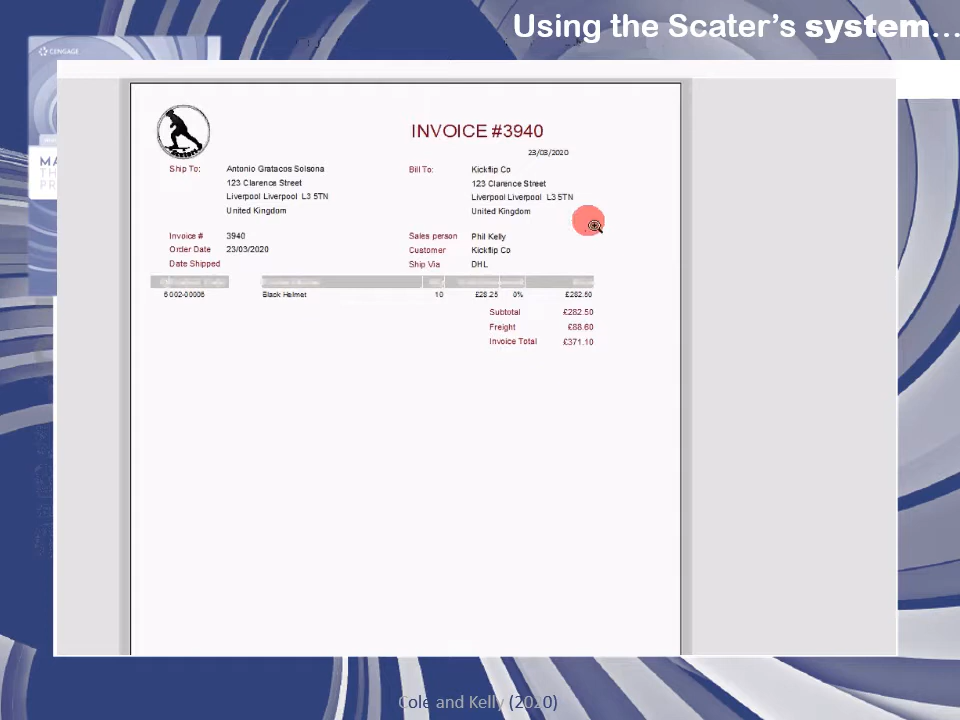 Using the Scater's system...
CENGAGE
MA
TH
PR
INVOICE #3940
23/03/2020
Ship To: Antonio Gratacos Solsona Bill To: Kickflip Co
123 Clarence Street 123 Clarence Street
Liverpool Liverpool L3 5TN Liverpool Liverpool L3 5TN
United Kingdom United Kingdom
Invoice # 3940 Sales person Phil Kelly
Order Date 23/03/2020 Customer Kickflip Co
Date Shipped Ship Via DHL
6002-00006 Black Helmet 10 £28.25 0% £282.50
Subtotal £282.50
Freight £88.60
Invoice Total £371.10
Cole and Kelly (2020)